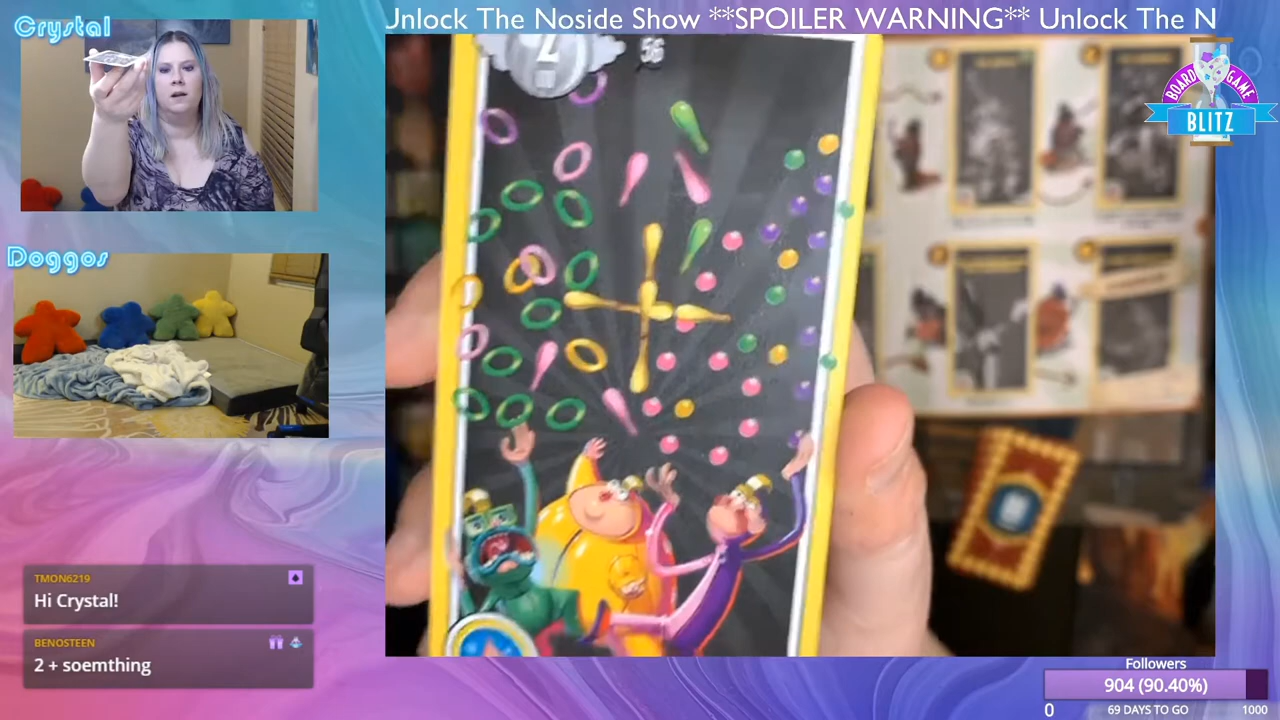 Crystal
Unlock The Noside Show **SPOILER WARNING** Unlock The N
2
56
BOARD GAME
BLITZ
Doggos
TMON6219
Hi Crystal!
BENOSTEEN
2 + soemthing
Followers
904 (90.40%)
0
69 DAYS TO GO
1000